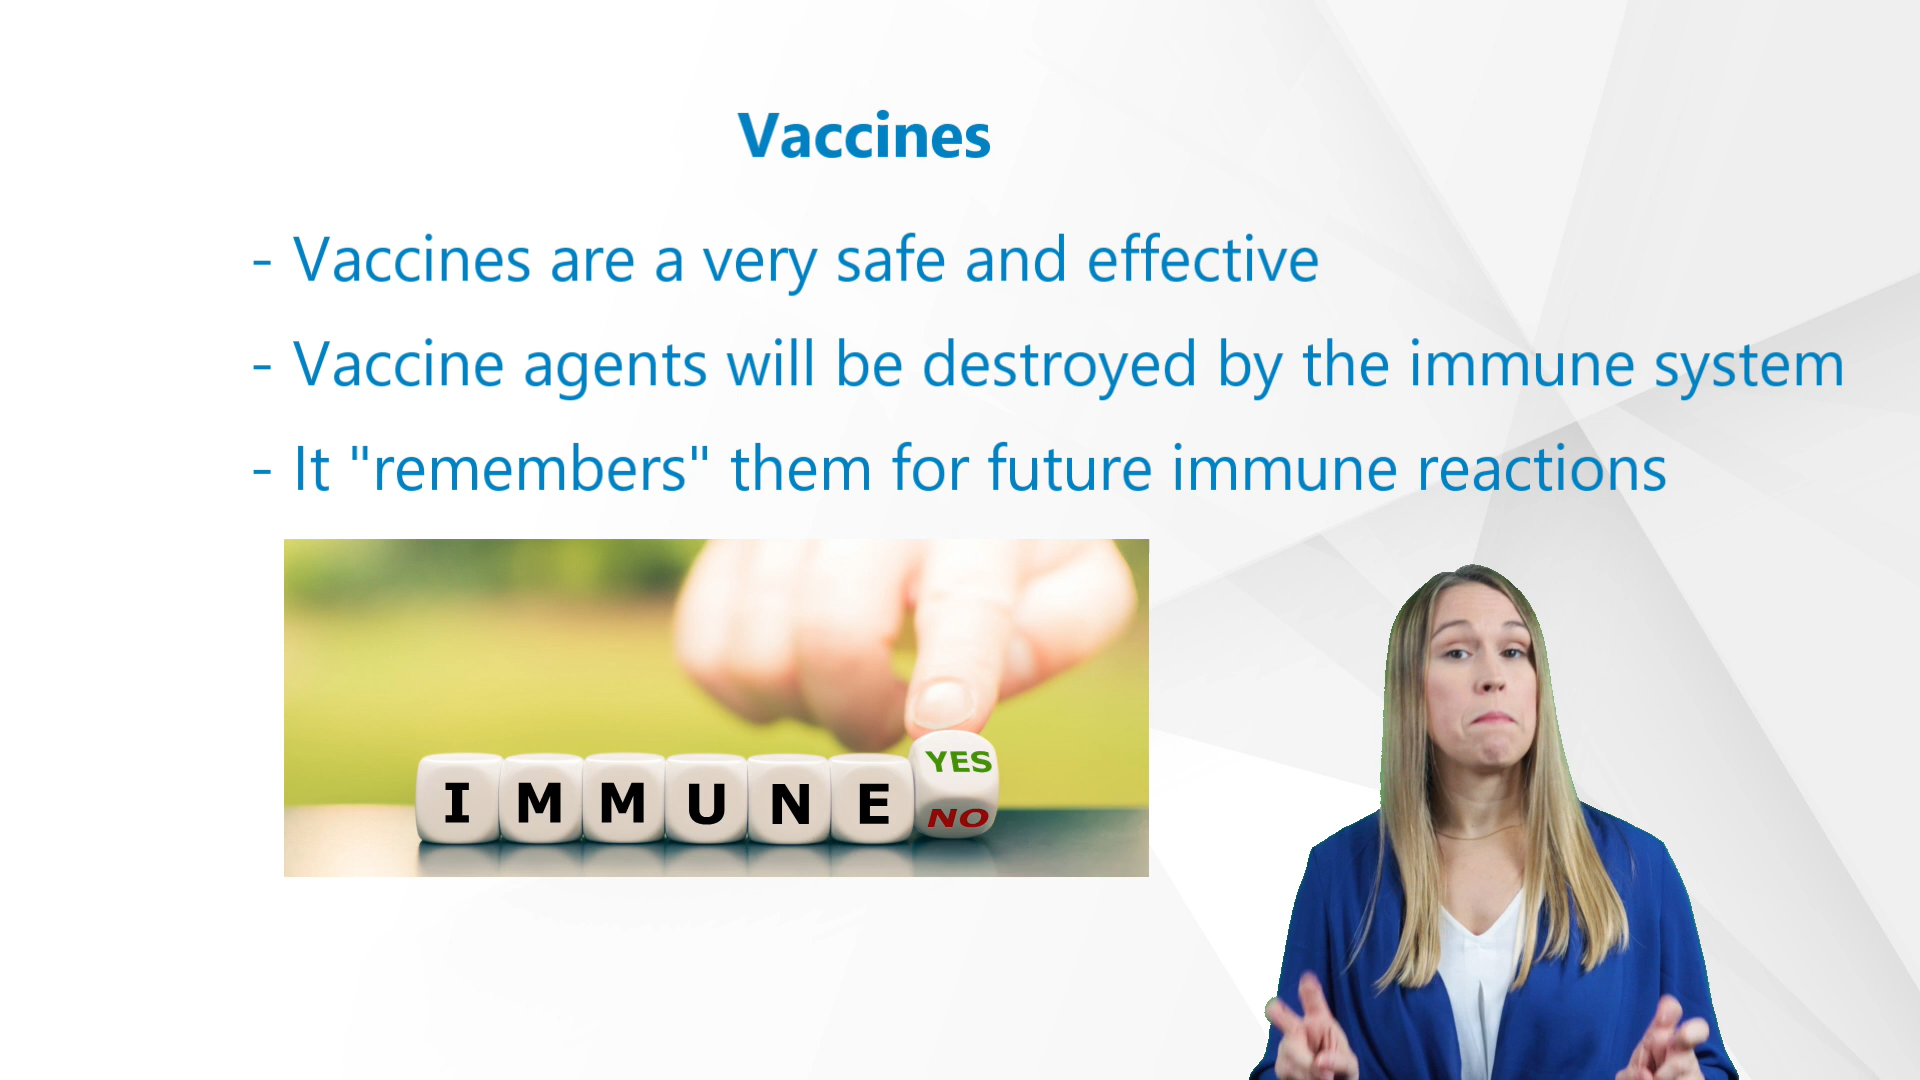 Vaccines
- Vaccines are a very safe and effective
- Vaccine agents will be destroyed by the immune system
- It "remembers" them for future immune reactions
IMMUNE YES
NO